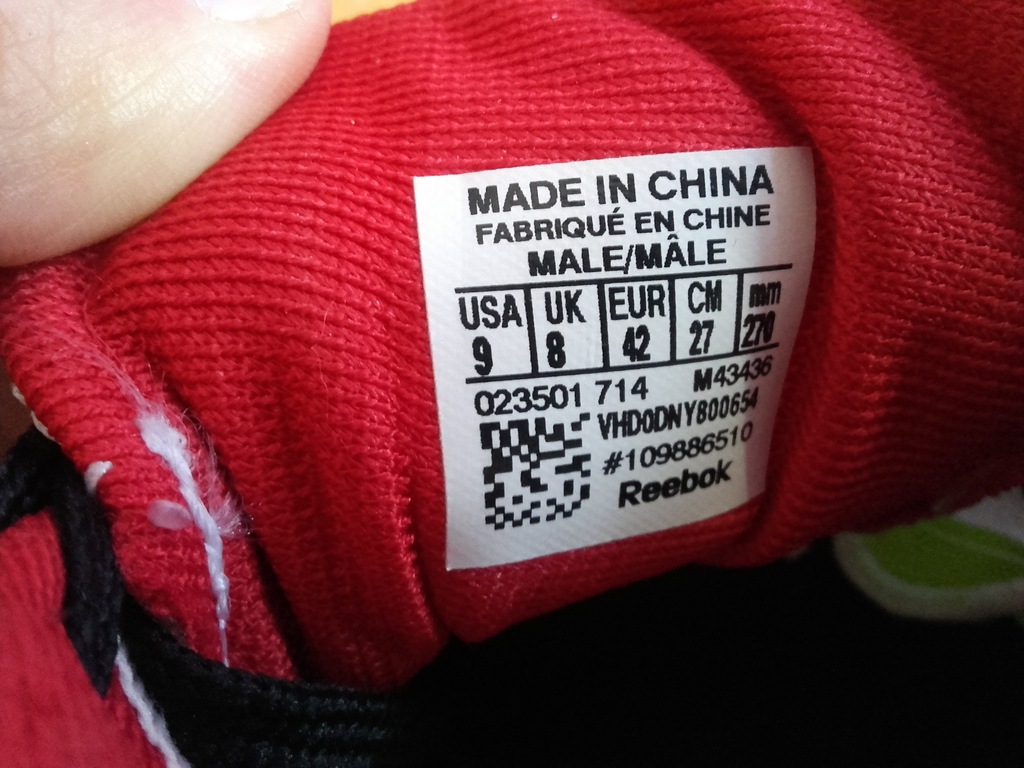 MADE IN CHINA
FABRIQUÉ EN CHINE
MALE/MÂLE
USA UK EUR CM mm
9 8 42 27 270
023501 714 M43436
VHD0DNY800654
#109886510
Reebok